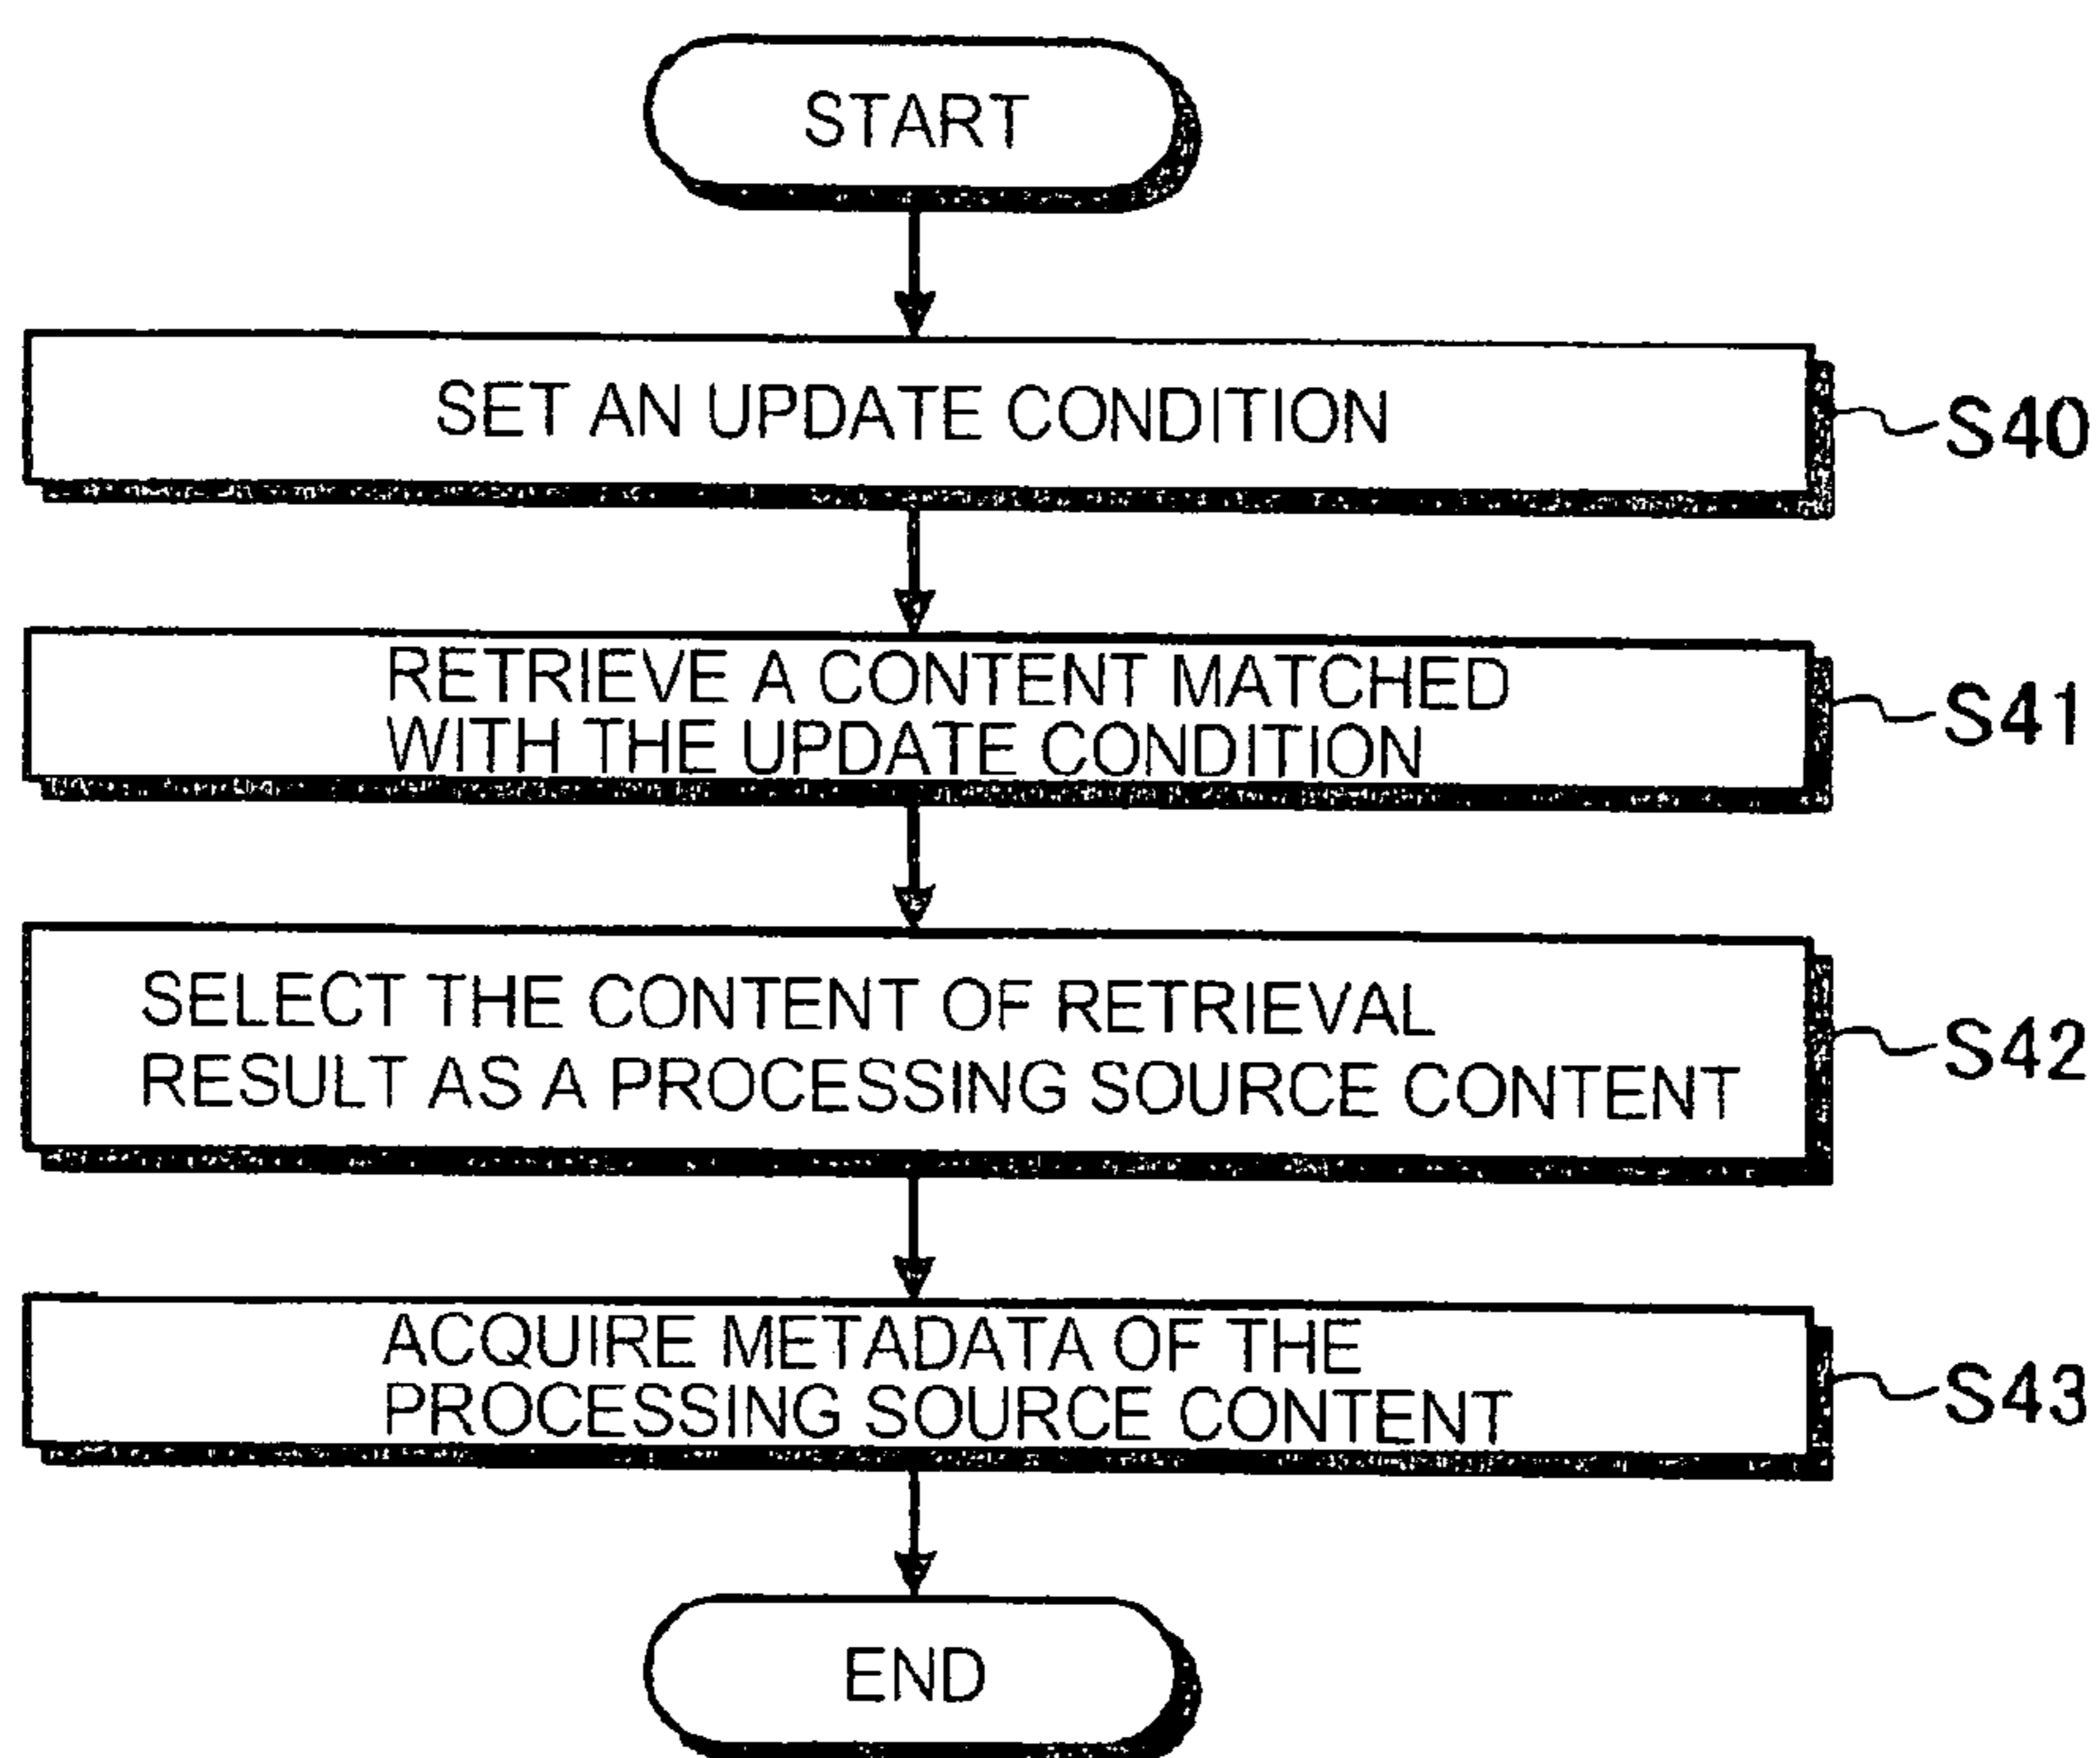 START
SET AN UPDATE CONDITION
S40
RETRIEVE A CONTENT MATCHED
WITH THE UPDATE CONDITION
S41
SELECT THE CONTENT OF RETRIEVAL
RESULT AS A PROCESSING SOURCE CONTENT
S42
ACQUIRE METADATA OF THE
PROCESSING SOURCE CONTENT
S43
END